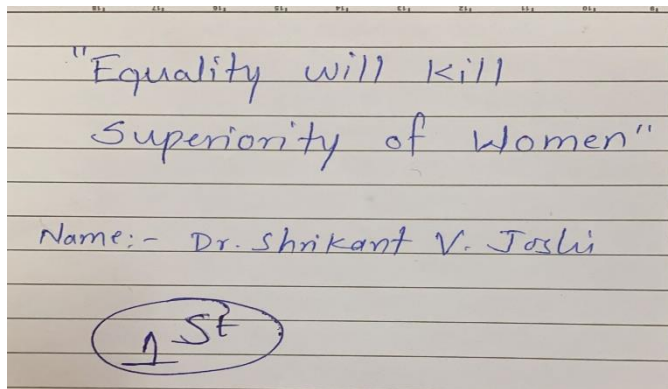 "Equality will kill
Superiority of Women"
Name:- Dr. Shrikant V. Joshi
1st